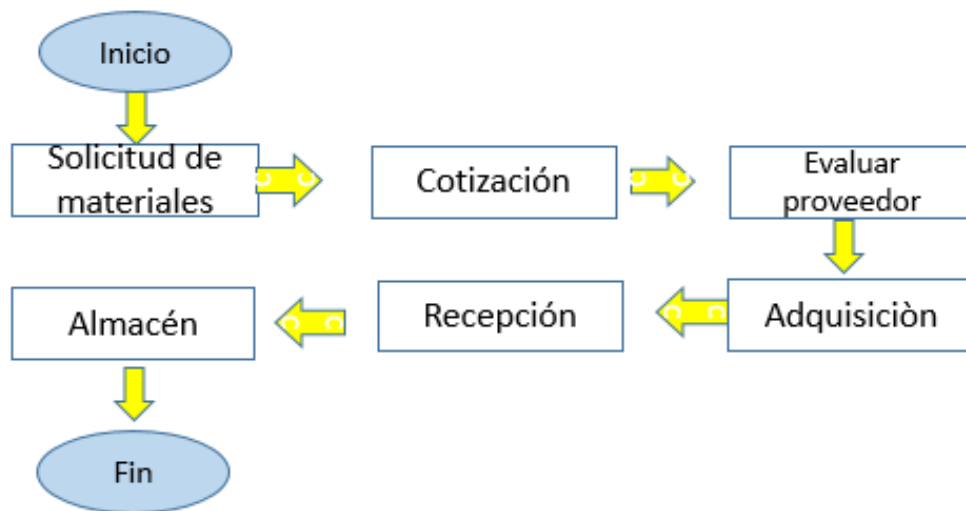 Inicio
Solicitud de
materiales
Cotización
Evaluar
proveedor
Adquisiciòn
Recepción
Almacén
Fin